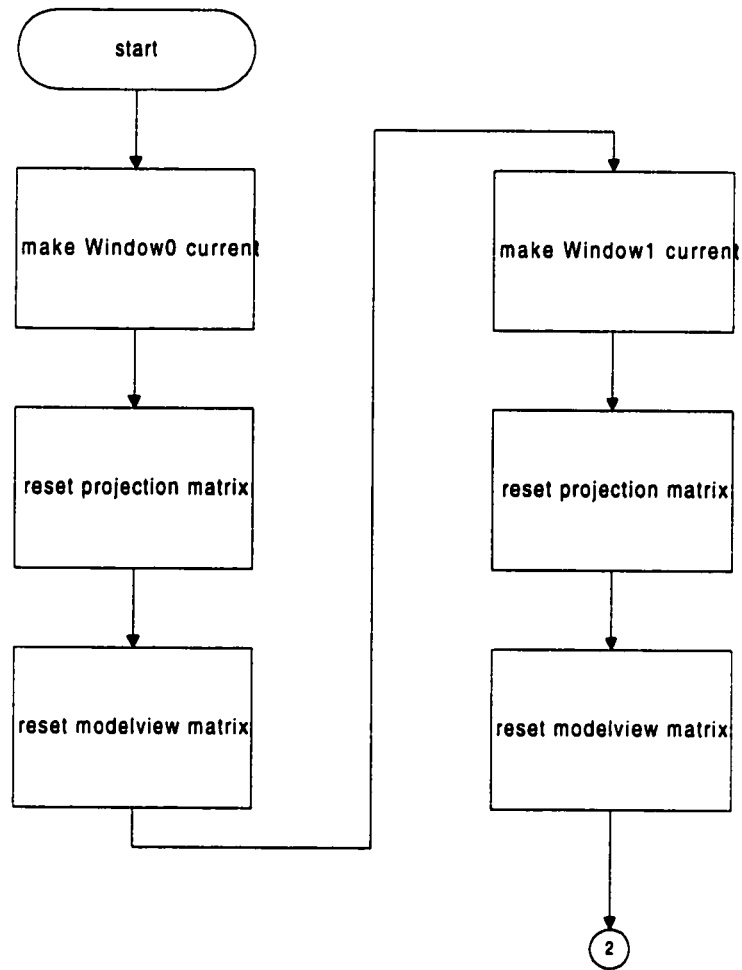 start
make Window0 current
reset projection matrix
reset modelview matrix
make Window1 current
reset projection matrix
reset modelview matrix
2